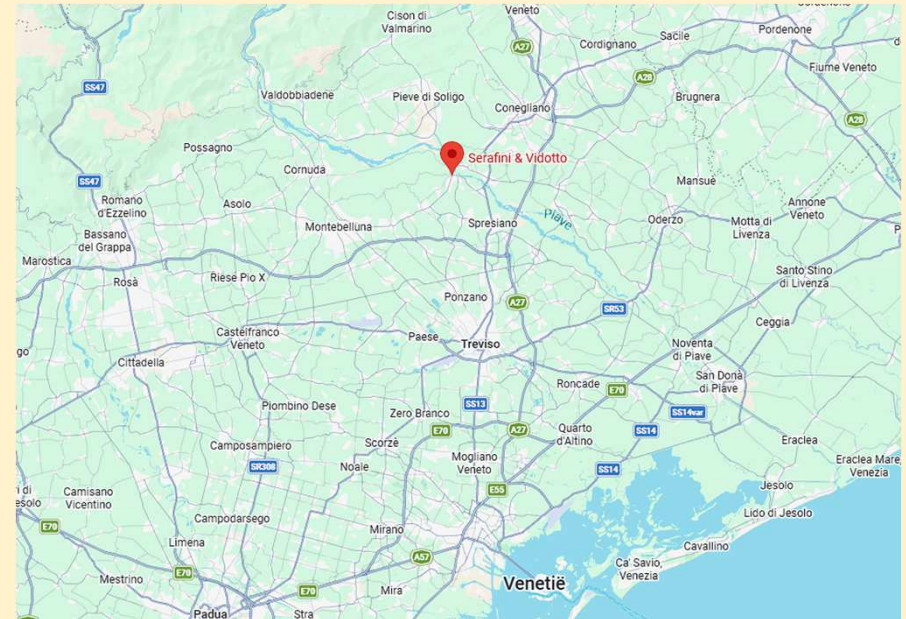 Cison di
Valmarino
Veneto
A27
Cordignano
Sacile
Pordenone
SS47
A28
Fiume Veneto
Valdobbiadene
Pieve di Soligo
Conegliano
Brugnera
A28
Possagno
Serafini & Vidotto
Cornuda
SS47
Mansuè
Romano
d'Ezzelino
Asolo
Annone
Veneto
Montebelluna
Spresiano
Piave
Oderzo
Motta di
Livenza
Bassano
del Grappa
Marostica
Rosà
Riese Pio X
Santo Stino
di Livenza
Ponzano
A27
SR53
Ceggia
Castelfranco
Veneto
Paese
Treviso
Noventa
di Piave
Cittadella
San Donà
di Piave
Roncade
E70
Piombino Dese
Zero Branco
SS13
SS14var
E70
A27
Quarto
d'Altino
SS14
Camposampiero
Scorzè
Eraclea
SR308
Noale
Mogliano
Veneto
SS14
Eraclea Mare,
Venezia
Camisano
Vicentino
E55
Jesolo
E70
Campodarsego
Lido di Jesolo
Mirano
Limena
A57
Cavallino
Mestrino
E70
E70
Mira
Venetië
Ca' Savio,
Venezia
Padua
Stra